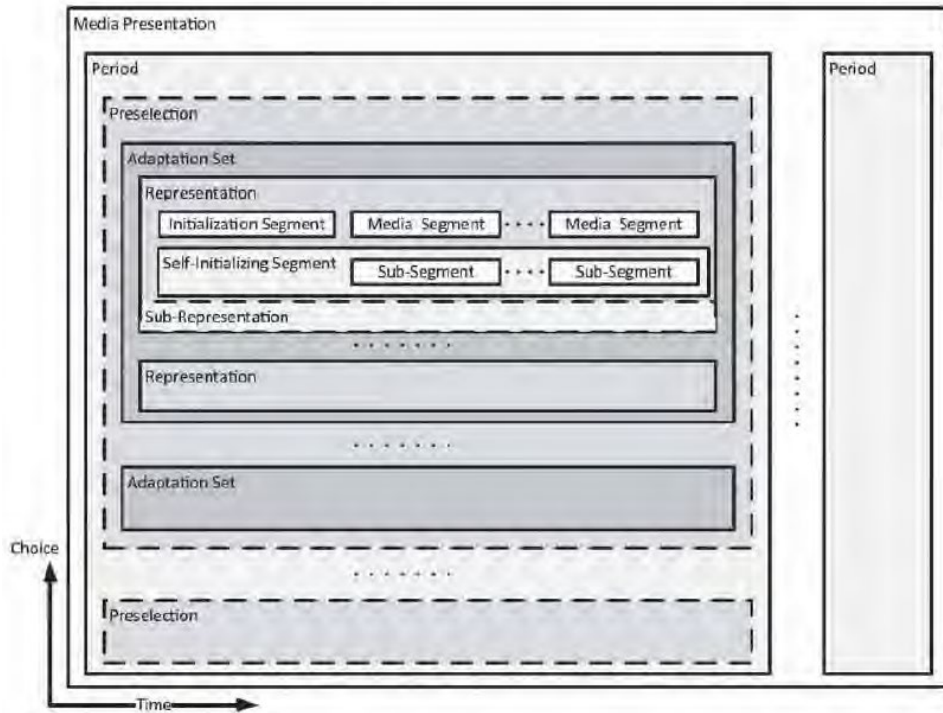 Media Presentation
Period
Period
Preselection
Adaptation Set
Representation
Initialization Segment
Media Segment
Media Segment
Self-Initializing Segment
Sub-Segment
Sub-Segment
Sub-Representation
Representation
Adaptation Set
Choice
Preselection
Time